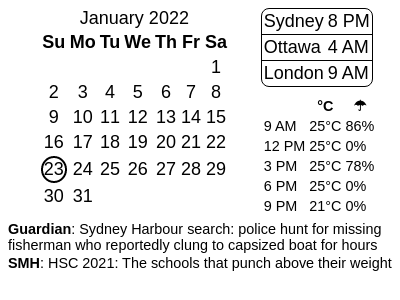 January 2022
Su Mo Tu We Th Fr Sa
1
2 3 4 5 6 7 8
9 10 11 12 13 14 15
16 17 18 19 20 21 22
23 24 25 26 27 28 29
30 31
Sydney 8 PM
Ottawa 4 AM
London 9 AM
°C ☂
9 AM 25°C 86%
12 PM 25°C 0%
3 PM 25°C 78%
6 PM 25°C 0%
9 PM 21°C 0%
Guardian: Sydney Harbour search: police hunt for missing
fisherman who reportedly clung to capsized boat for hours
SMH: HSC 2021: The schools that punch above their weight